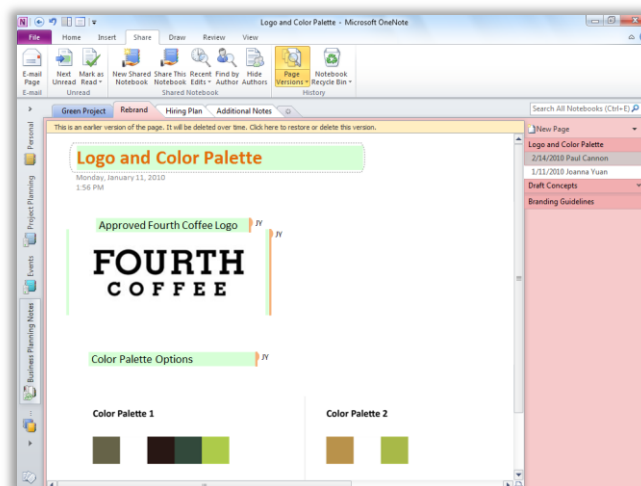 Logo and Color Palette - Microsoft OneNote
File Home Insert Share Draw Review View
E-mail Page
Next Unread
Mark as Read
New Shared Notebook
Share This Notebook
Recent Edits
Find by Author
Hide Authors
Page Versions
Notebook Recycle Bin
E-mail Unread Shared Notebook History
Green Project Rebrand Hiring Plan Additional Notes
Search All Notebooks (Ctrl+E)
This is an earlier version of the page. It will be deleted over time. Click here to restore or delete this version.
New Page
Logo and Color Palette
2/14/2010 Paul Cannon
1/11/2010 Joanna Yuan
Draft Concepts
Branding Guidelines
Personal
Project Planning
Events
Business Planning Notes
Logo and Color Palette
Monday, January 11, 2010
1:56 PM
Approved Fourth Coffee Logo JY
JY
FOURTH
COFFEE
Color Palette Options JY
Color Palette 1 Color Palette 2